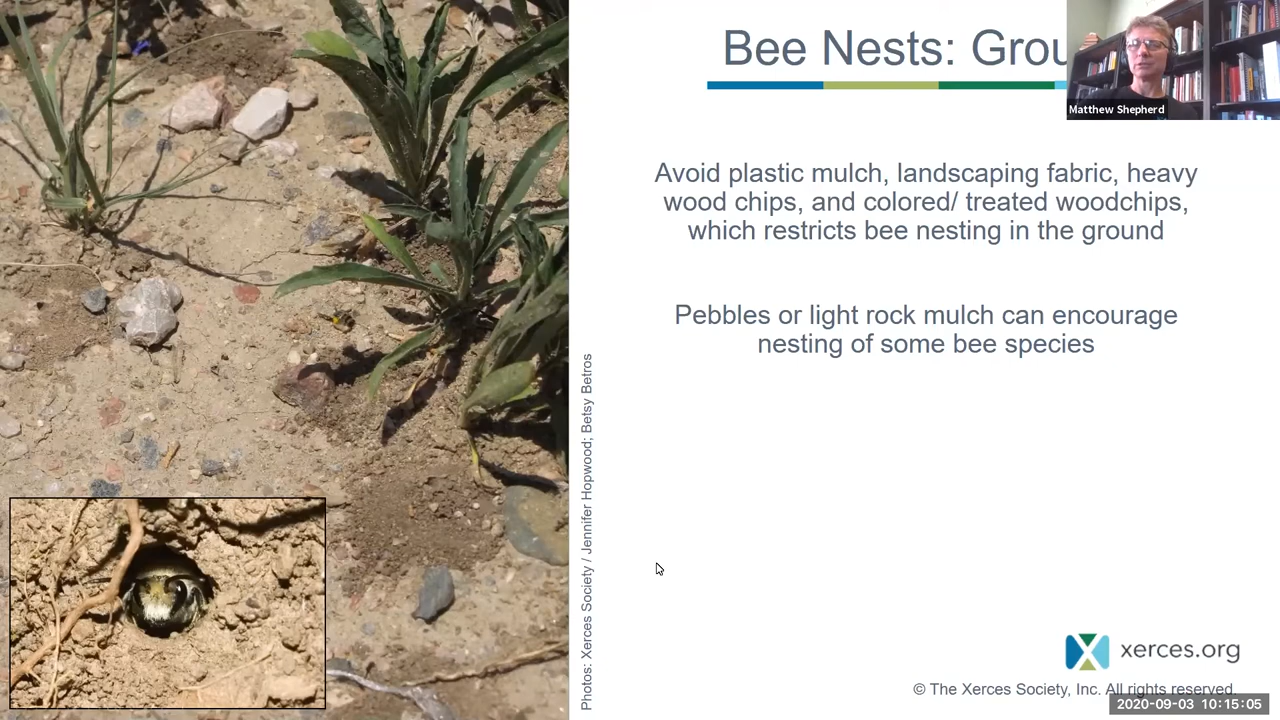 Bee Nests: Grou
Matthew Shepherd
Avoid plastic mulch, landscaping fabric, heavy
wood chips, and colored/ treated woodchips,
which restricts bee nesting in the ground
Pebbles or light rock mulch can encourage
nesting of some bee species
Photos: Xerces Society / Jennifer Hopwood; Betsy Betros
xerces.org
© The Xerces Society, Inc. All rights reserved.
2020-09-03 10:15:05